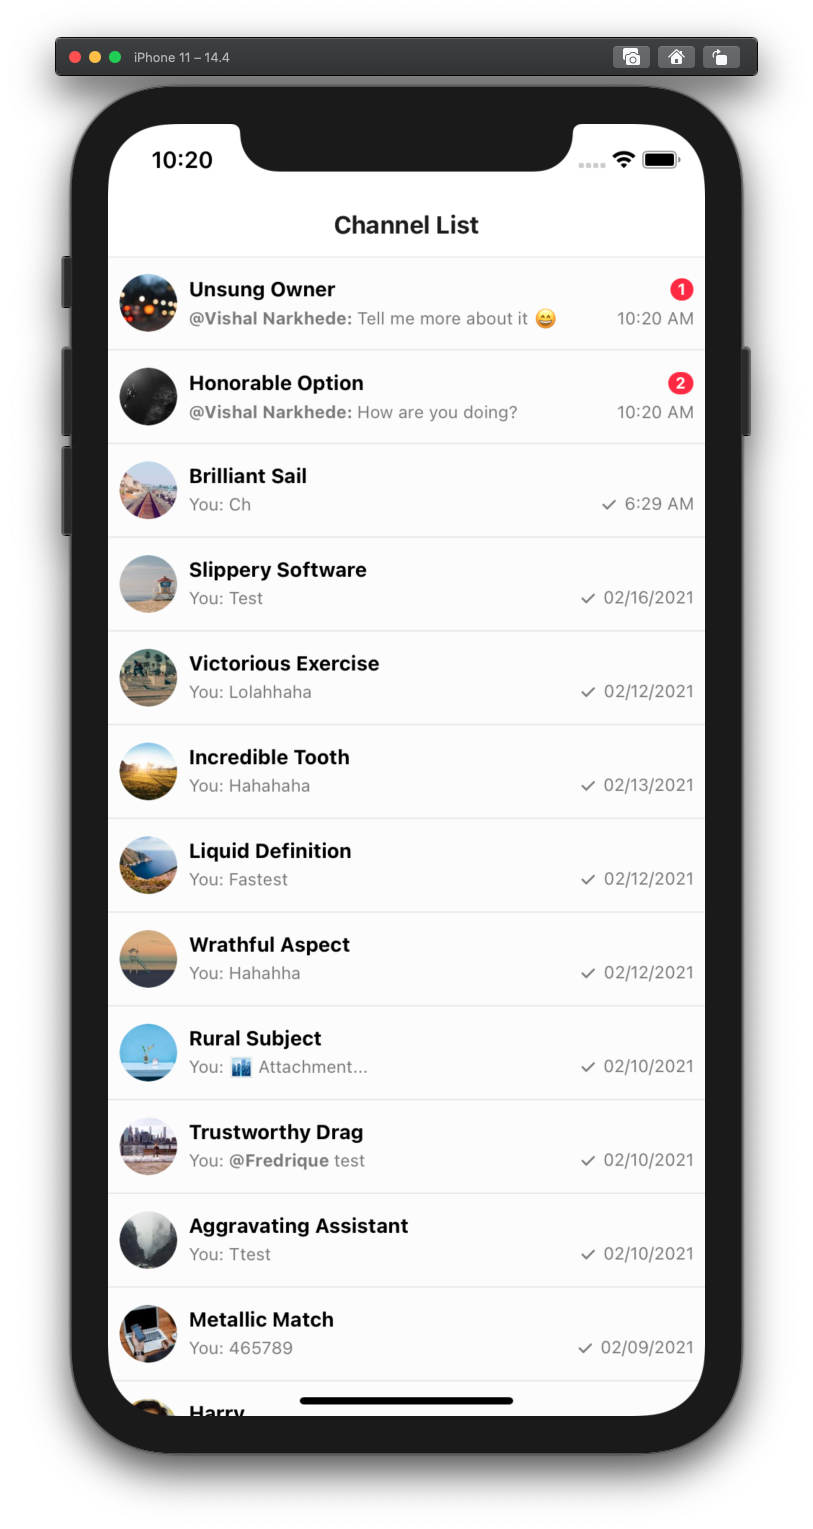 iPhone 11 – 14.4
10:20
Channel List
Unsung Owner
1
@Vishal Narkhede: Tell me more about it 😄
10:20 AM
Honorable Option
2
@Vishal Narkhede: How are you doing?
10:20 AM
Brilliant Sail
You: Ch
6:29 AM
Slippery Software
You: Test
02/16/2021
Victorious Exercise
You: Lolahhaha
02/12/2021
Incredible Tooth
You: Hahahaha
02/13/2021
Liquid Definition
You: Fastest
02/12/2021
Wrathful Aspect
You: Hahahha
02/12/2021
Rural Subject
You: 🏙 Attachment...
02/10/2021
Trustworthy Drag
You: @Fredrique test
02/10/2021
Aggravating Assistant
You: Ttest
02/10/2021
Metallic Match
You: 465789
02/09/2021
Harry